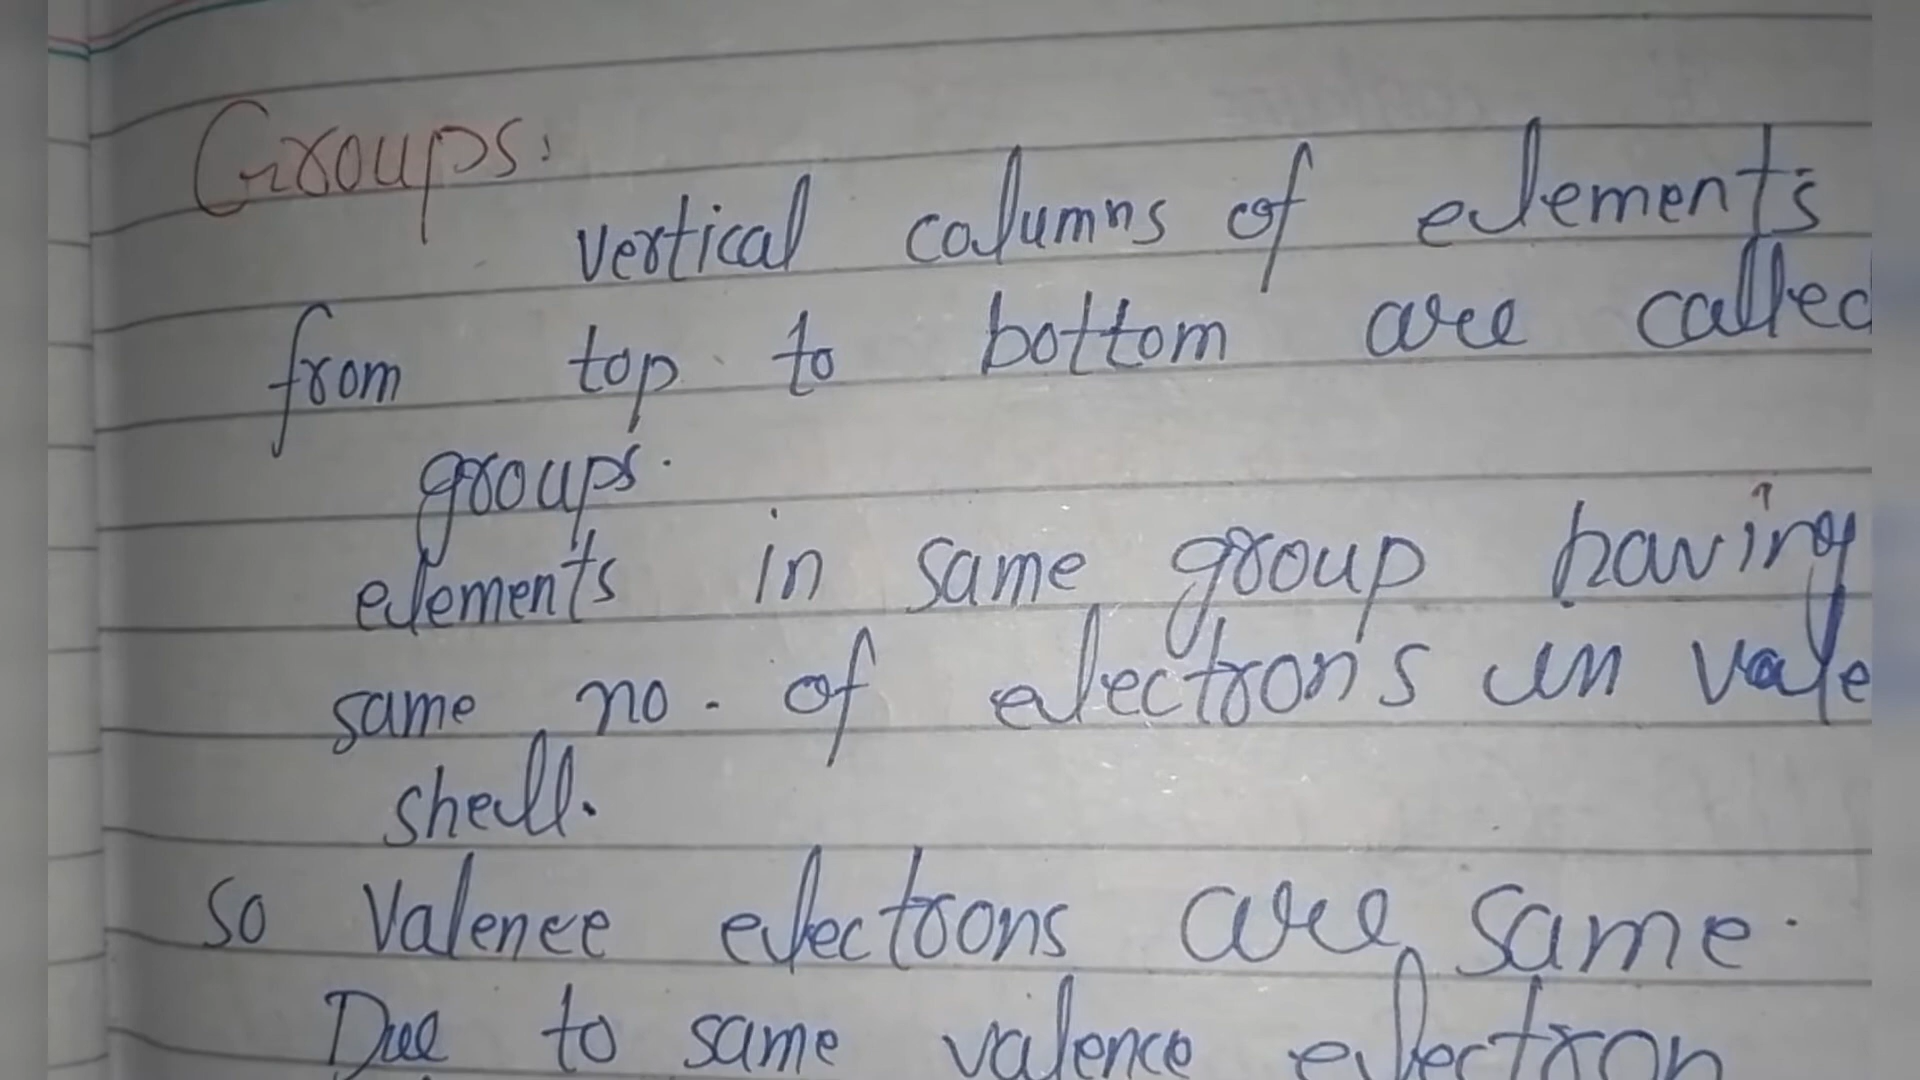 Groups:
vertical columns of elements
from top to bottom are called
groups.
elements in same group having
same no. of electrons in vale
shell.
so valence electrons are same.
Due to same valence electron